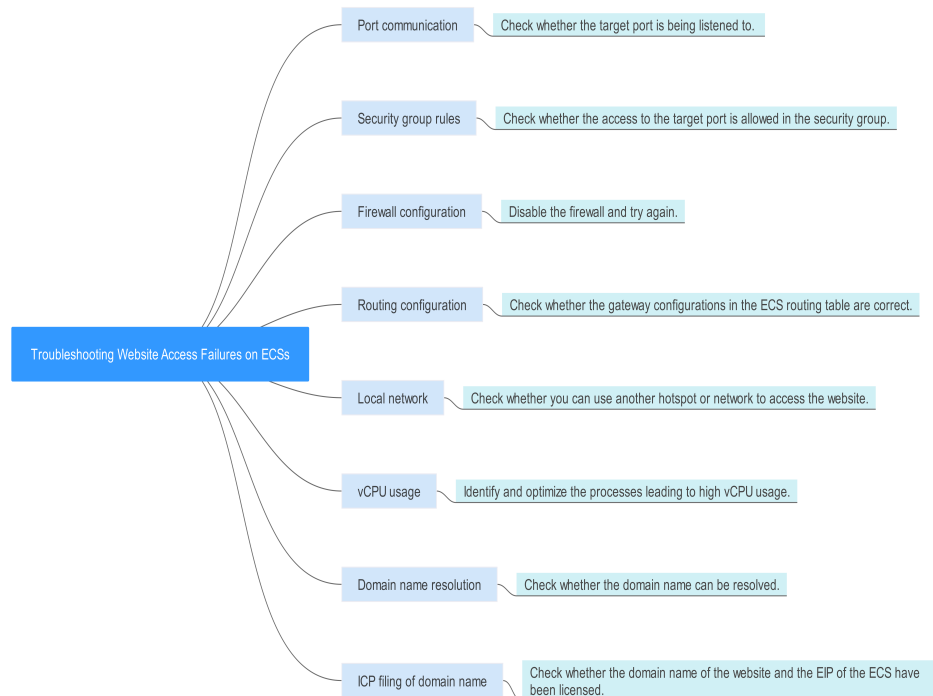 Port communication
Check whether the target port is being listened to.
Security group rules
Check whether the access to the target port is allowed in the security group.
Firewall configuration
Disable the firewall and try again.
Routing configuration
Check whether the gateway configurations in the ECS routing table are correct.
Troubleshooting Website Access Failures on ECSs
Local network
Check whether you can use another hotspot or network to access the website.
vCPU usage
Identify and optimize the processes leading to high vCPU usage.
Domain name resolution
Check whether the domain name can be resolved.
ICP filing of domain name
Check whether the domain name of the website and the EIP of the ECS have
been licensed.